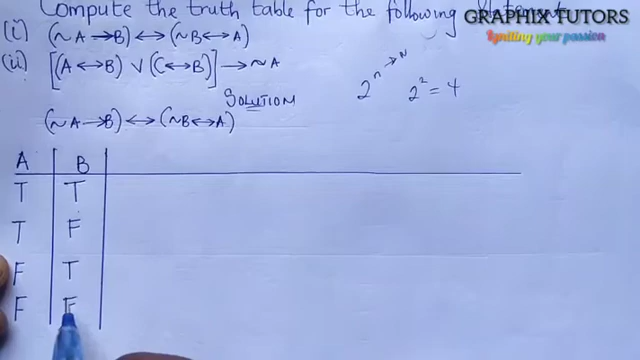 Compute the truth table for the following
GRAPHIX TUTORS
Igniting your passion
(i) (~A→B)↔(~B↔A)
(ii) [(A↔B) ∨ (C↔B)]→~A
2ⁿ→N 2²=4
SOLUTION
(~A→B)↔(~B↔A)
A B
T T
T F
F T
F F